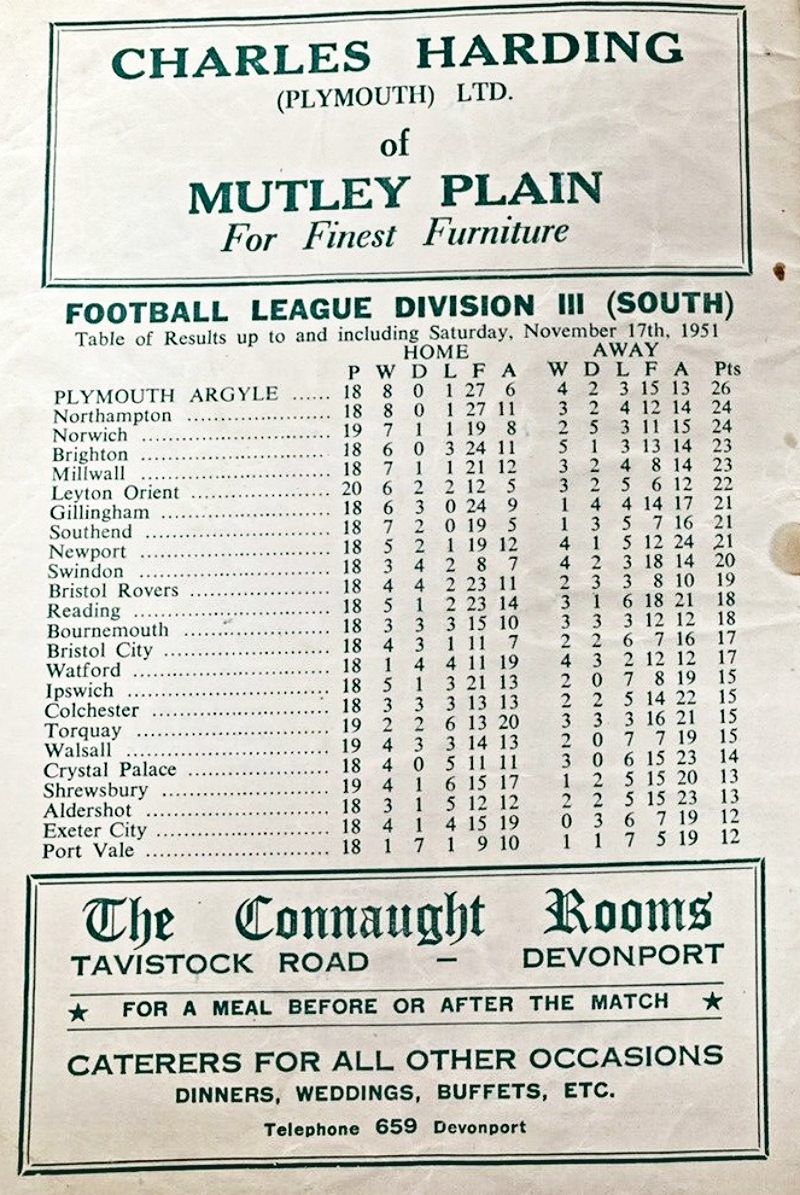 CHARLES HARDING
(PLYMOUTH) LTD.
of
MUTLEY PLAIN
For Finest Furniture
FOOTBALL LEAGUE DIVISION III (SOUTH)
Table of Results up to and including Saturday, November 17th, 1951
HOME AWAY
P W D L F A W D L F A Pts
PLYMOUTH ARGYLE ...... 18 8 0 1 27 6 4 2 3 15 13 26
Northampton ........................ 18 8 0 1 27 11 3 2 4 12 14 24
Norwich ............................. 19 7 1 1 19 8 2 5 3 11 15 24
Brighton ............................ 18 6 0 3 24 11 5 1 3 13 14 23
Millwall ............................ 18 7 1 1 21 12 3 2 4 8 14 23
Leyton Orient ..................... 20 6 2 2 12 5 3 2 5 6 12 22
Gillingham ......................... 18 6 3 0 24 9 1 4 4 14 17 21
Southend ........................... 18 7 2 0 19 5 1 3 5 7 16 21
Newport ............................ 18 5 2 1 19 12 4 1 5 12 24 21
Swindon ............................ 18 3 4 2 8 7 4 2 3 18 14 20
Bristol Rovers ..................... 18 4 4 2 23 11 2 3 3 8 10 19
Reading ............................ 18 5 1 2 23 14 3 1 6 18 21 18
Bournemouth ...................... 18 3 3 3 15 10 3 3 3 12 12 18
Bristol City ........................ 18 4 3 1 11 7 2 2 6 7 16 17
Watford ............................ 18 1 4 4 11 19 4 3 2 12 12 17
Ipswich ............................ 18 5 1 3 21 13 2 0 7 8 19 15
Colchester ......................... 18 3 3 3 13 13 2 2 5 14 22 15
Torquay ............................ 19 2 2 6 13 20 3 3 3 16 21 15
Walsall ............................ 19 4 3 3 14 13 2 0 7 7 19 15
Crystal Palace ..................... 18 4 0 5 11 11 3 0 6 15 23 14
Shrewsbury ........................ 19 4 1 6 15 17 1 2 5 15 20 13
Aldershot .......................... 18 3 1 5 12 12 2 2 5 15 23 13
Exeter City ......................... 18 4 1 4 15 19 0 3 6 7 19 12
Port Vale .......................... 18 1 7 1 9 10 1 1 7 5 19 12
The Connaught Rooms
TAVISTOCK ROAD – DEVONPORT
★ FOR A MEAL BEFORE OR AFTER THE MATCH ★
CATERERS FOR ALL OTHER OCCASIONS
DINNERS, WEDDINGS, BUFFETS, ETC.
Telephone 659 Devonport